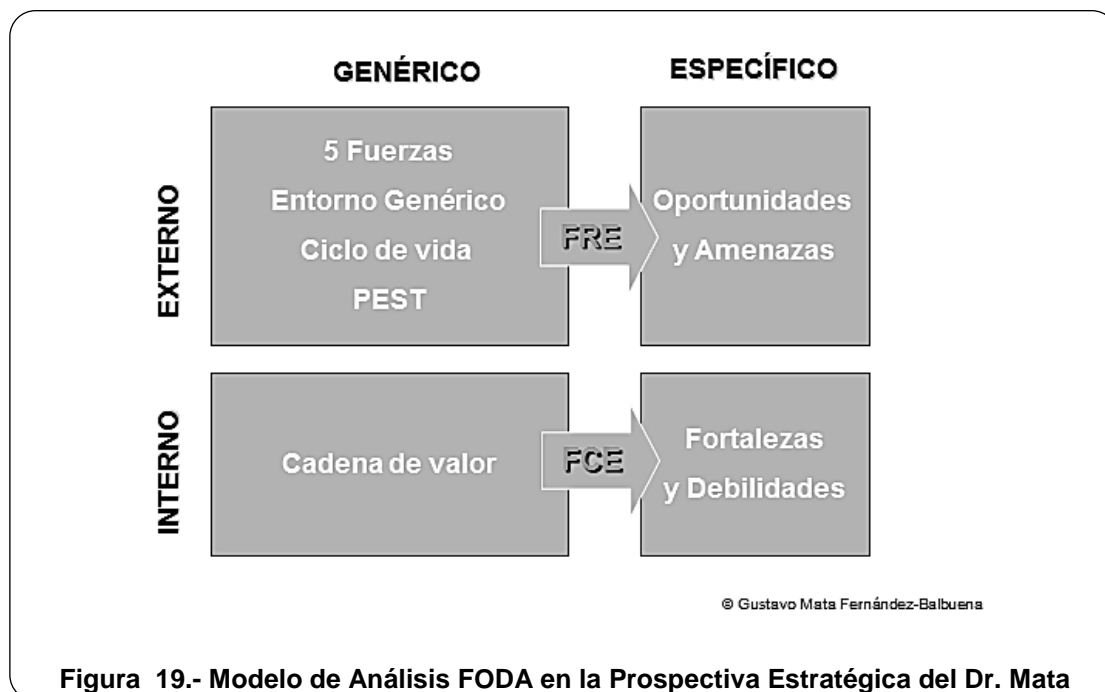 GENÉRICO
ESPECÍFICO
EXTERNO
5 Fuerzas
Entorno Genérico
Ciclo de vida
PEST
FRE
Oportunidades
y Amenazas
INTERNO
Cadena de valor
FCE
Fortalezas
y Debilidades
© Gustavo Mata Fernández-Balbuena
Figura 19.- Modelo de Análisis FODA en la Prospectiva Estratégica del Dr. Mata